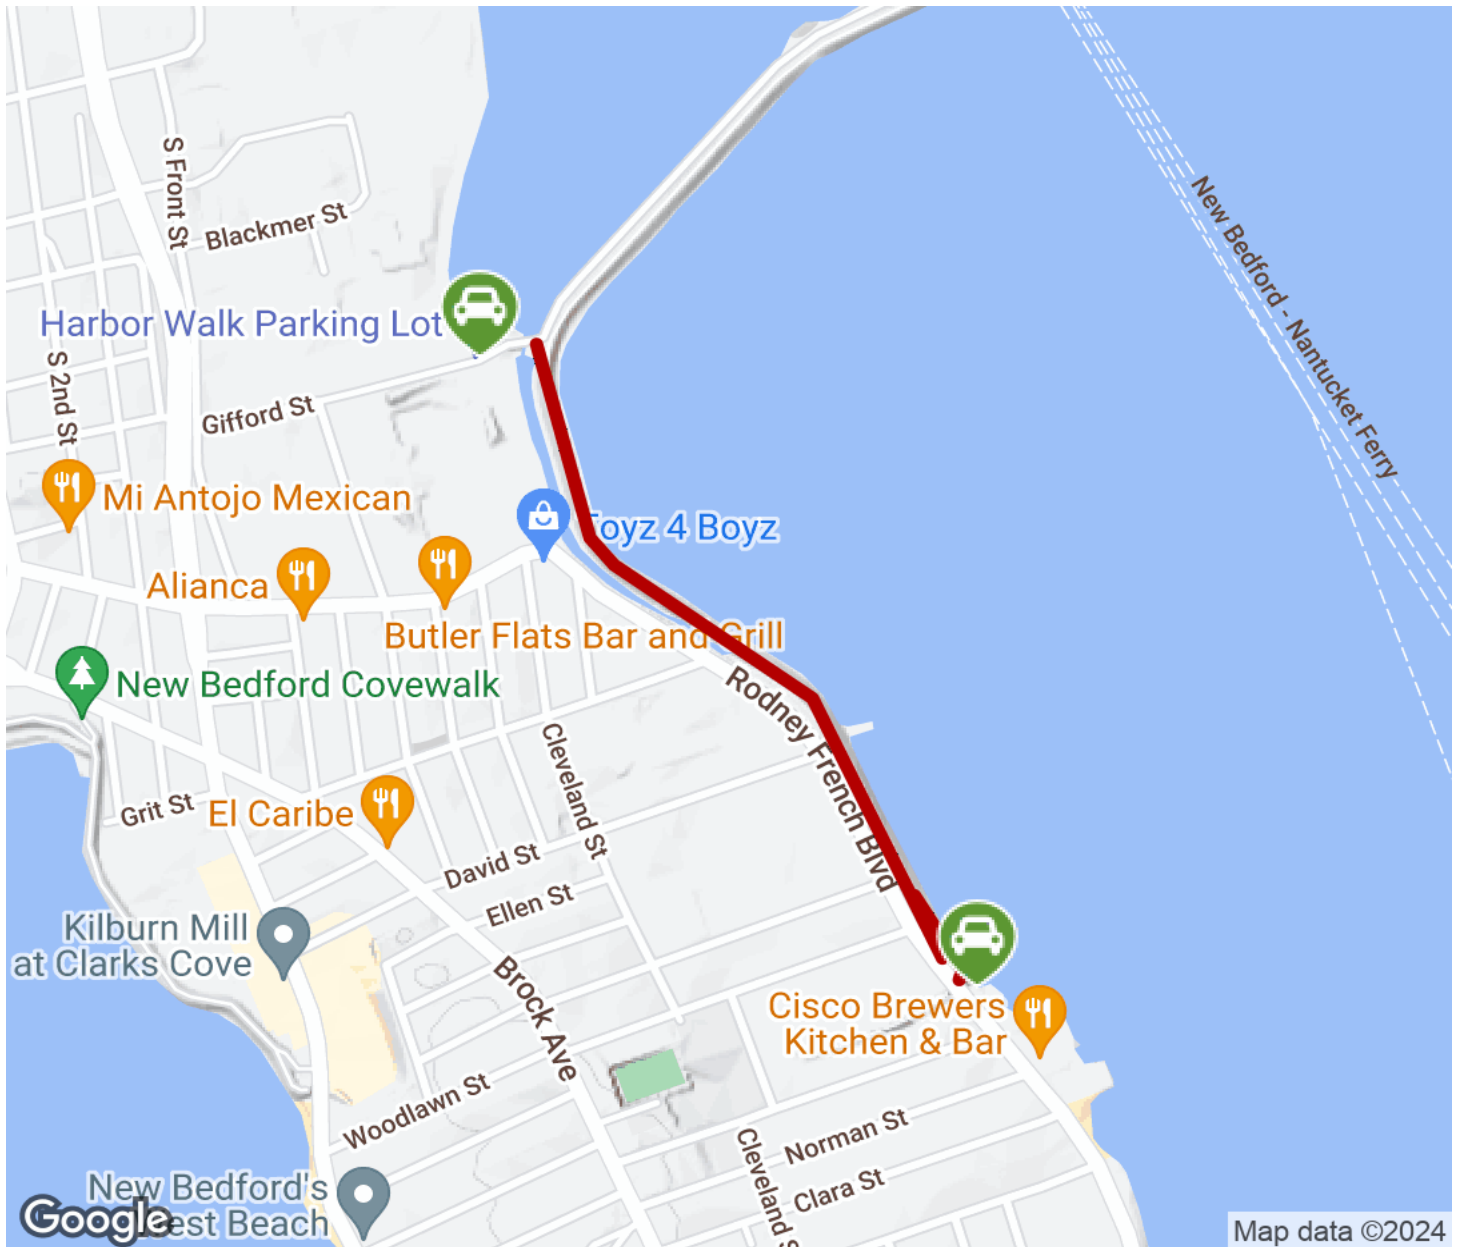 S Front St
Blackmer St
New Bedford - Nantucket Ferry
Harbor Walk Parking Lot
S 2nd St
Gifford St
Mi Antojo Mexican
Toyz 4 Boyz
Alianca
Butler Flats Bar and Grill
New Bedford Covewalk
Rodney French Blvd
Cleveland St
Grit St
El Caribe
David St
Ellen St
Kilburn Mill
at Clarks Cove
Brock Ave
Cisco Brewers
Kitchen & Bar
Woodlawn St
Norman St
Cleveland S
Clara St
New Bedford's
est Beach
Google
Map data ©2024